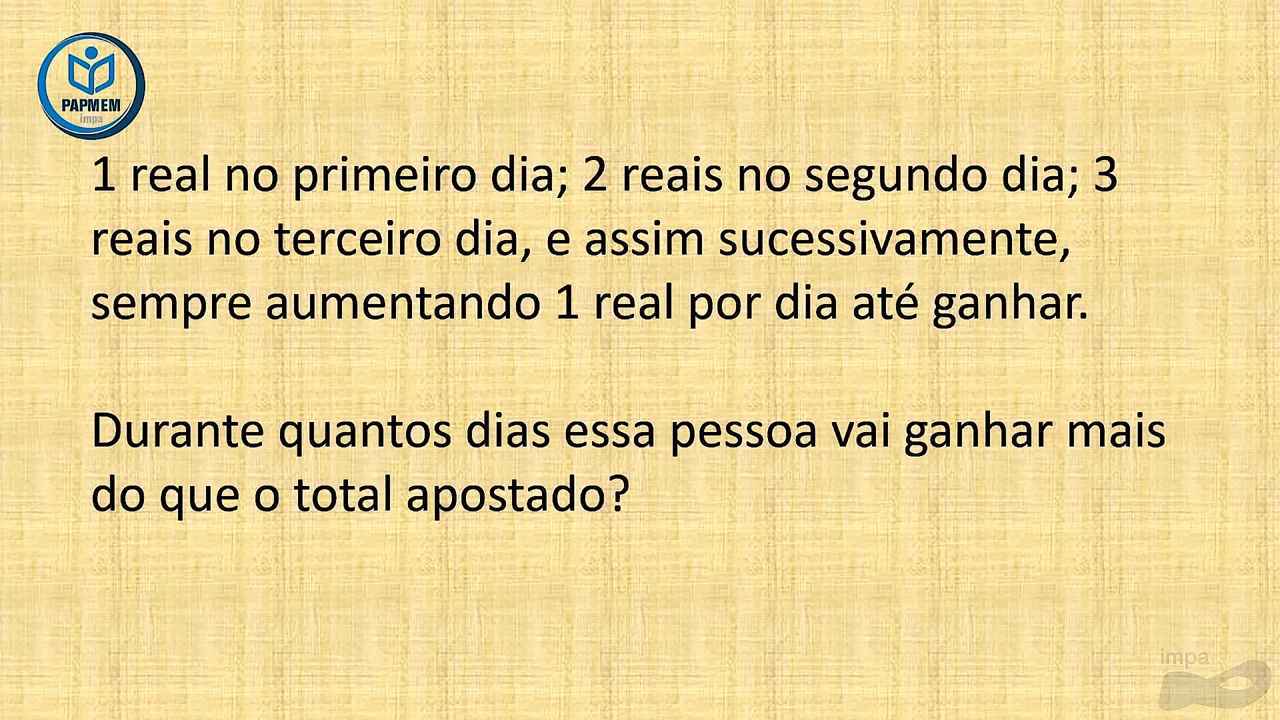 PAPMEM
impa
1 real no primeiro dia; 2 reais no segundo dia; 3
reais no terceiro dia, e assim sucessivamente,
sempre aumentando 1 real por dia até ganhar.
Durante quantos dias essa pessoa vai ganhar mais
do que o total apostado?
impa